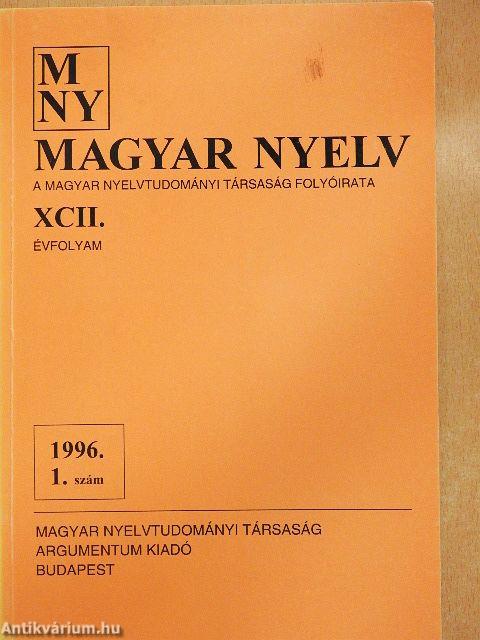 M
NY
MAGYAR NYELV
A MAGYAR NYELVTUDOMÁNYI TÁRSASÁG FOLYÓIRATA
XCII.
ÉVFOLYAM
1996.
1. szám
MAGYAR NYELVTUDOMÁNYI TÁRSASÁG
ARGUMENTUM KIADÓ
BUDAPEST
Antikvárium.hu